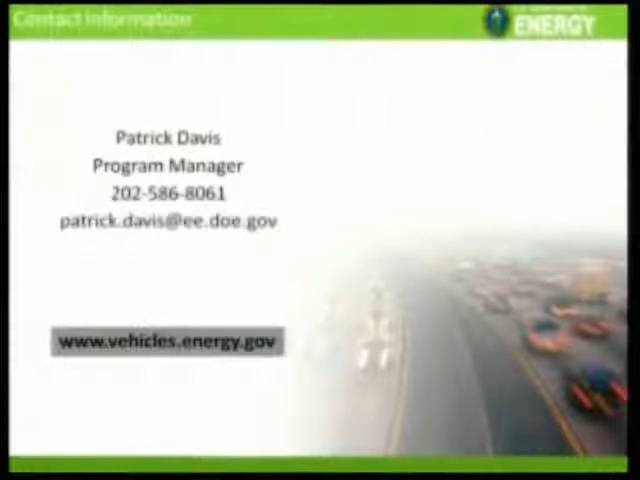 Contact Information
ENERGY
Patrick Davis
Program Manager
202-586-8061
patrick.davis@ee.doe.gov
www.vehicles.energy.gov